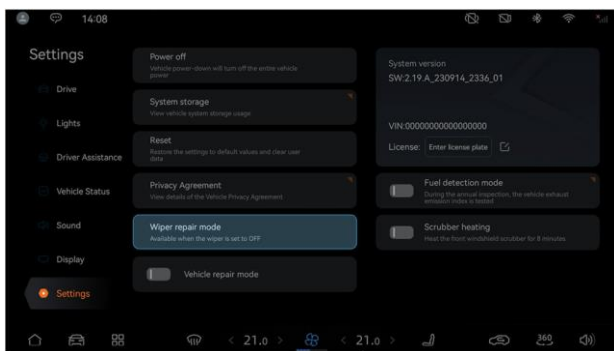 14:08
Settings
Drive
Lights
Driver Assistance
Vehicle Status
Sound
Display
Settings
Power off
Vehicle power-down will turn off the entire vehicle
power
System storage
View vehicle system storage usage
Reset
Restore the settings to default values and clear user
data
Privacy Agreement
View details of the Vehicle Privacy Agreement
Wiper repair mode
Available when the wiper is set to OFF
Vehicle repair mode
System version
SW:2.19.A_230914_2336_01
VIN:00000000000000000
License: Enter license plate
Fuel detection mode
During the annual inspection, the vehicle exhaust
emission index is tested
Scrubber heating
Heat the front windshield scrubber for 8 minutes
< 21.0 > < 21.0 > 360